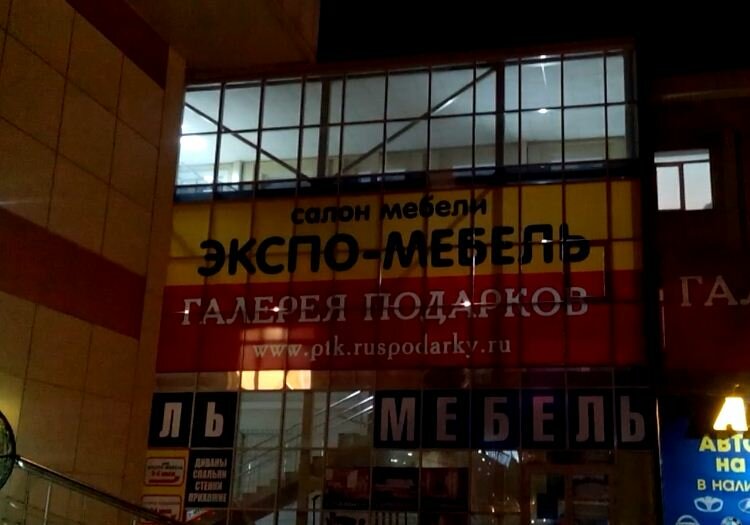 салон мебели
ЭКСПО-МЕБЕЛЬ
ГАЛЕРЕЯ ПОДАРКОВ
www.ptk.ruspodarky.ru
ГА
ЛЬ
МЕБЕЛЬ
ДИВАНЫ
СПАЛЬНИ
СТЕНКИ
ПРИХОЖИЕ
А
АВТО
на
в нали